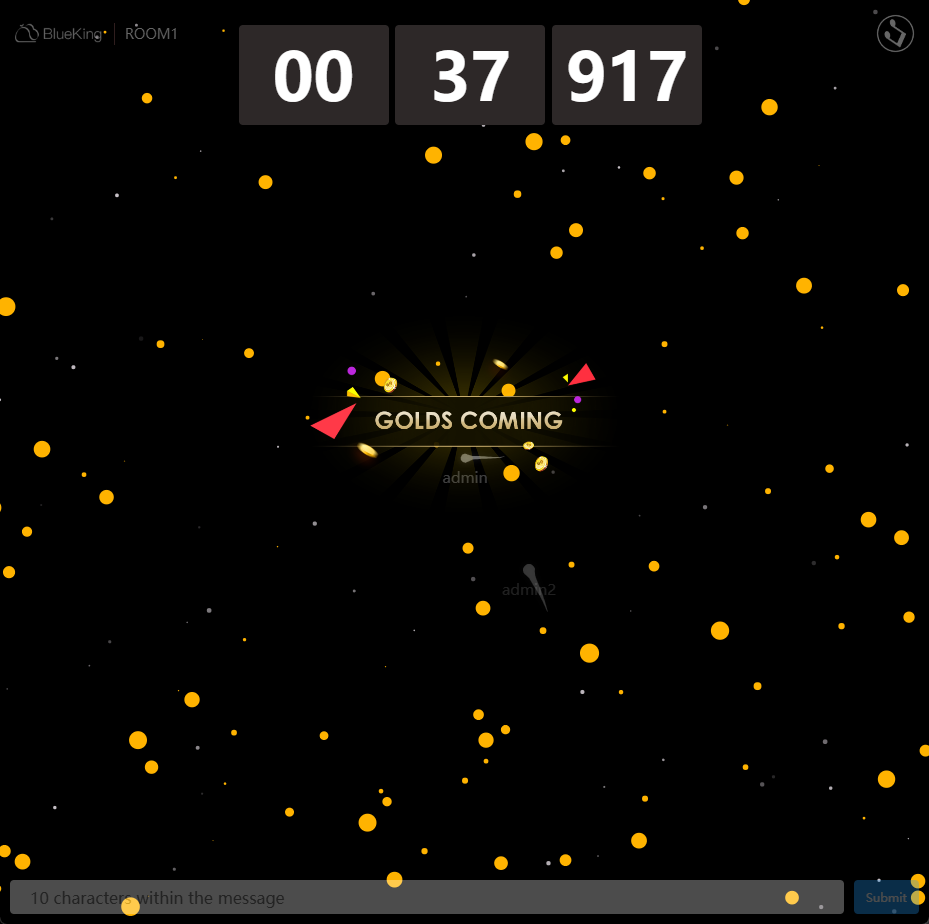 BlueKing ROOM1
00 37 917
GOLDS COMING
admin
admin2
10 characters within the message
Submit